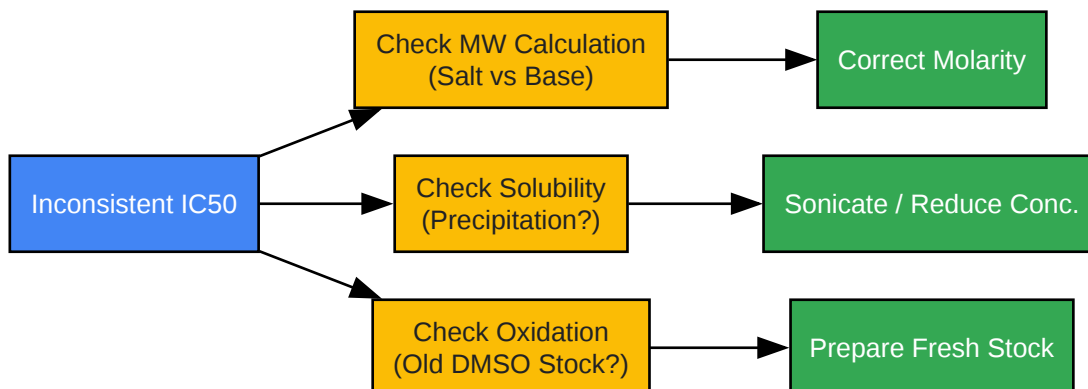 Check MW Calculation
(Salt vs Base)
Correct Molarity
Inconsistent IC50
Check Solubility
(Precipitation?)
Sonicate / Reduce Conc.
Check Oxidation
(Old DMSO Stock?)
Prepare Fresh Stock